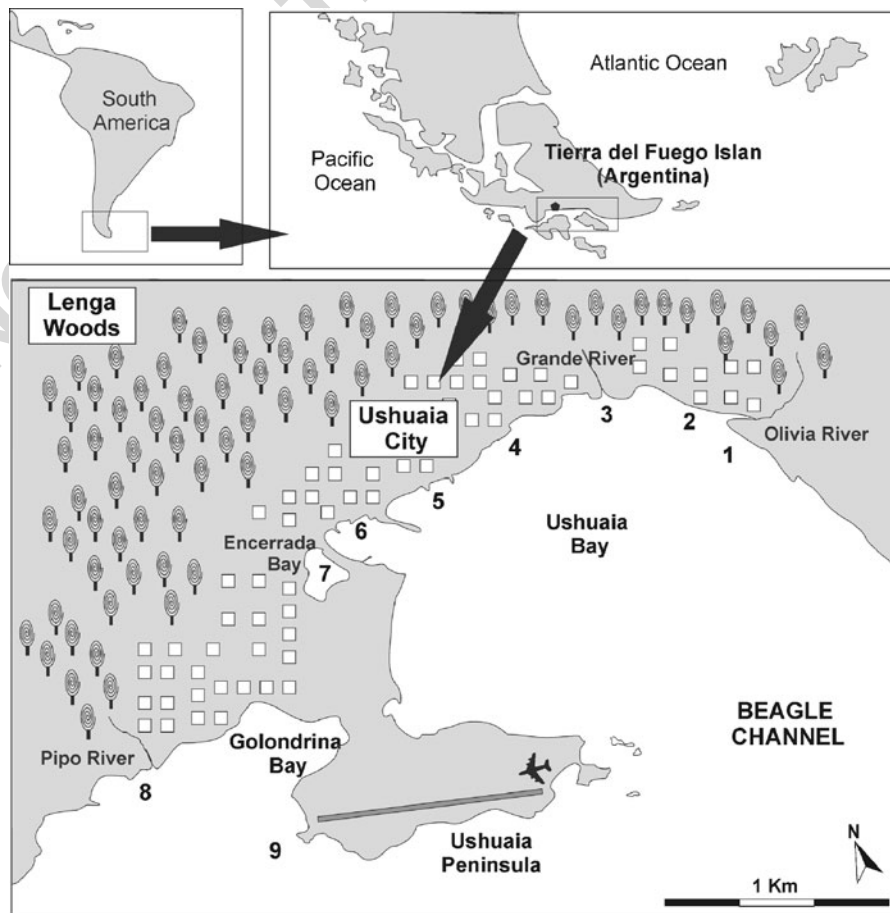 South
America
Atlantic Ocean
Pacific
Ocean
Tierra del Fuego Islan
(Argentina)
Lenga
Woods
Grande River
Ushuaia
City
3
2
4
Olivia River
1
5
Ushuaia
Bay
6
Encerrada
Bay
7
BEAGLE
CHANNEL
Golondrina
Bay
Pipo River
8
9
Ushuaia
Peninsula
N
1 Km